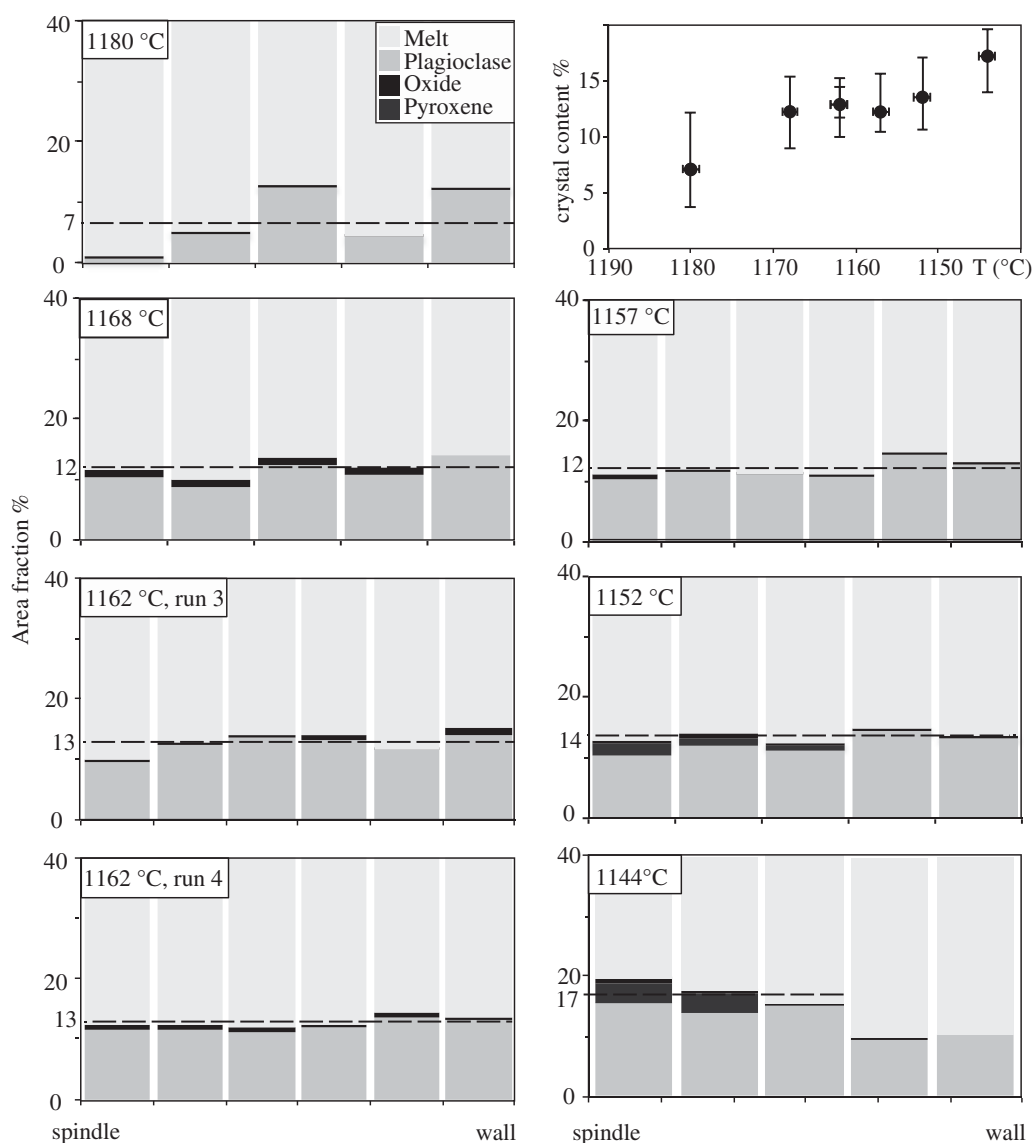 40
1180 °C
Melt
Plagioclase
Oxide
Pyroxene
20
7
0
crystal content %
15
10
5
0
1190
1180
1170
1160
1150
T (°C)
Area fraction %
40
1168 °C
20
12
0
40
1157 °C
20
12
0
40
1162 °C, run 3
20
13
0
40
1152 °C
20
14
0
40
1162 °C, run 4
20
13
0
spindle
wall
40
1144°C
20
17
0
spindle
wall